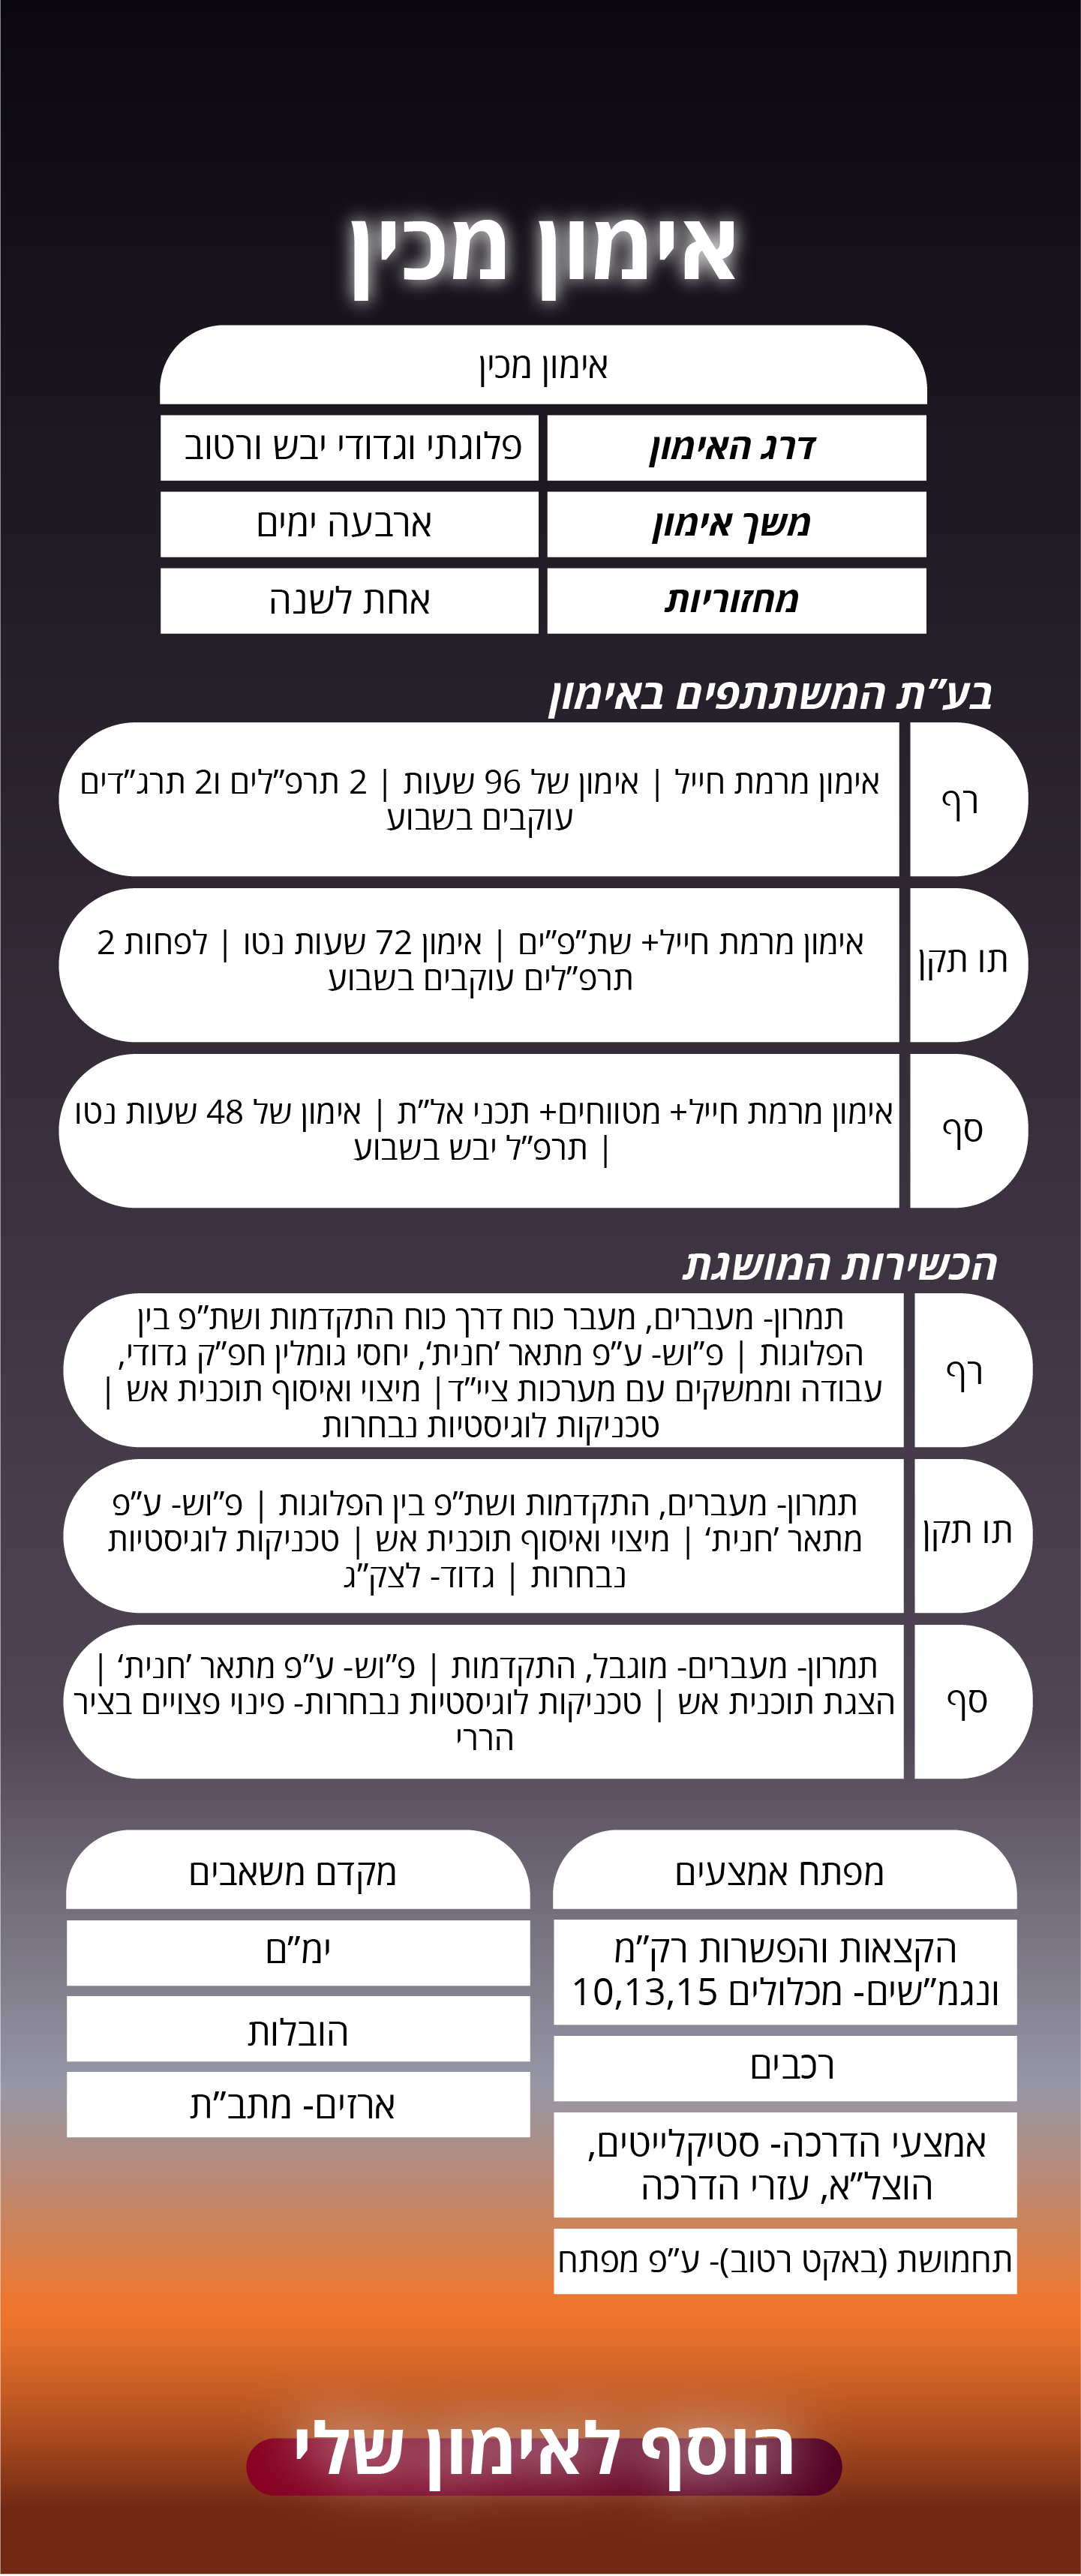 אימון מכין
אימון מכין
דרג האימון
פלוגתי וגדודי יבש ורטוב
משך אימון
ארבעה ימים
מחזוריות
אחת לשנה
בע״ת המשתתפים באימון
רף
אימון מרמת חייל | אימון של 96 שעות | 2 תרפ״לים ו2 תרג״דים
עוקבים בשבוע
תו תקן
אימון מרמת חייל+ שת״פ״ים | אימון 72 שעות נטו | לפחות 2
תרפ״לים עוקבים בשבוע
סף
אימון מרמת חייל+ מטווחים+ תכני אל״ת | אימון של 48 שעות נטו
| תרפ״ל יבש בשבוע
הכשירות המושגת
רף
תמרון- מעברים, מעבר כוח דרך כוח התקדמות ושת״פ בין
הפלוגות | פ״וש- ע״פ מתאר ’חנית‘, יחסי גומלין חפ״ק גדודי,
עבודה וממשקים עם מערכות ציי״ד| מיצוי ואיסוף תוכנית אש |
טכניקות לוגיסטיות נבחרות
תו תקן
תמרון- מעברים, התקדמות ושת״פ בין הפלוגות | פ״וש- ע״פ
מתאר ’חנית‘ | מיצוי ואיסוף תוכנית אש | טכניקות לוגיסטיות
נבחרות | גדוד- לצק״ג
סף
תמרון- מעברים- מוגבל, התקדמות | פ״וש- ע״פ מתאר ’חנית‘ |
הצגת תוכנית אש | טכניקות לוגיסטיות נבחרות- פינוי פצויים בציר
הררי
מפתח אמצעים
הקצאות והפשרות רק״מ
ונגמ״שים- מכלולים 10,13,15
רכבים
אמצעי הדרכה- סטיקלייטים,
הוצל״א, עזרי הדרכה
תחמושת (באקט רטוב)- ע״פ מפתח
מקדם משאבים
ימ״ם
הובלות
ארזים- מתב״ת
הוסף לאימון שלי